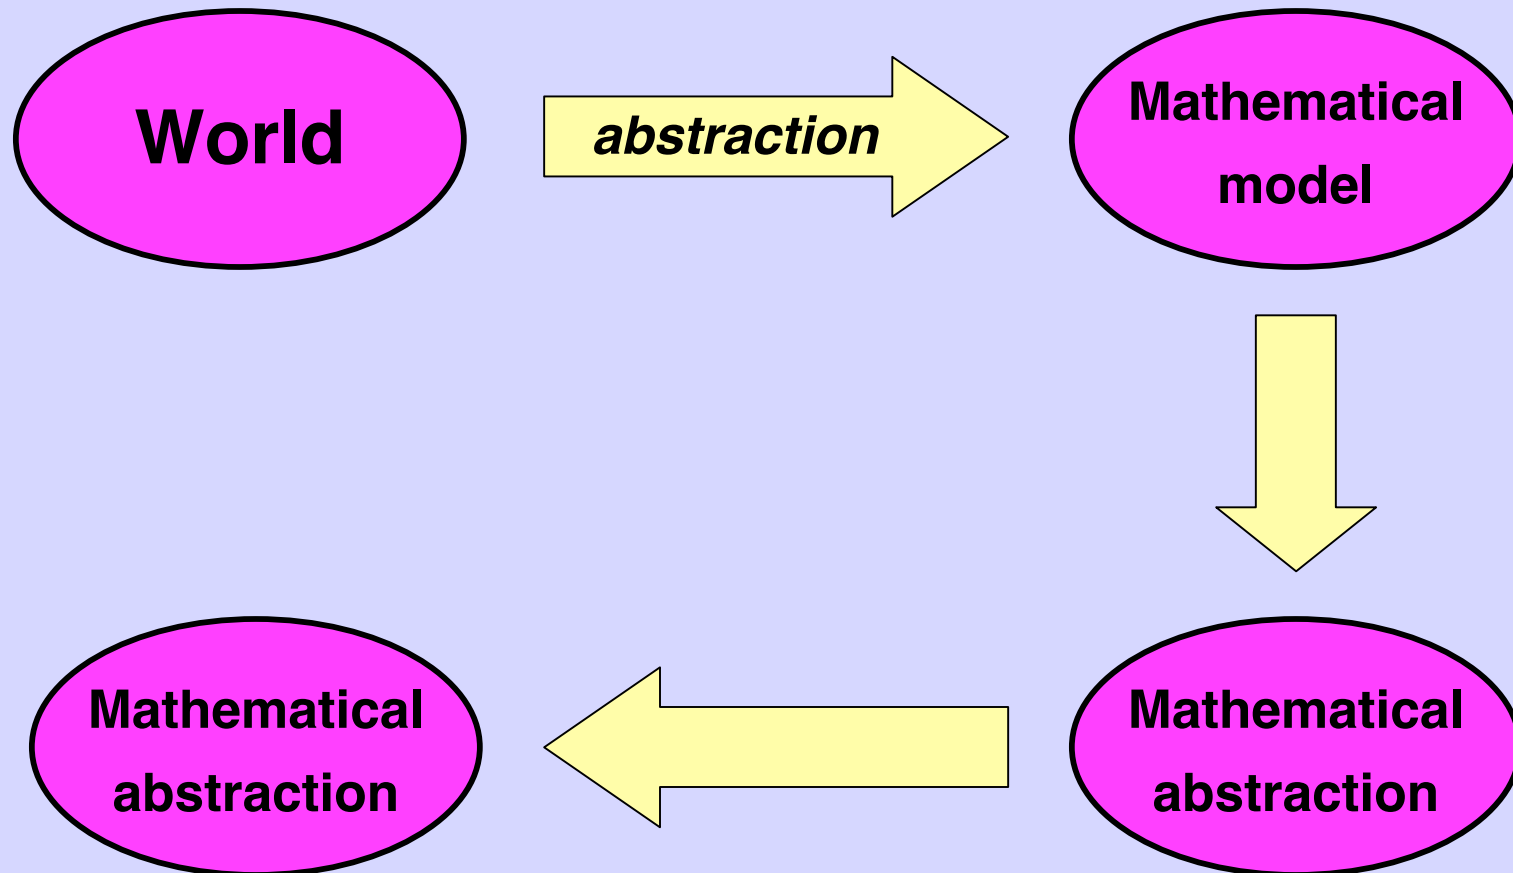 World
abstraction
Mathematical
model
Mathematical
abstraction
Mathematical
abstraction